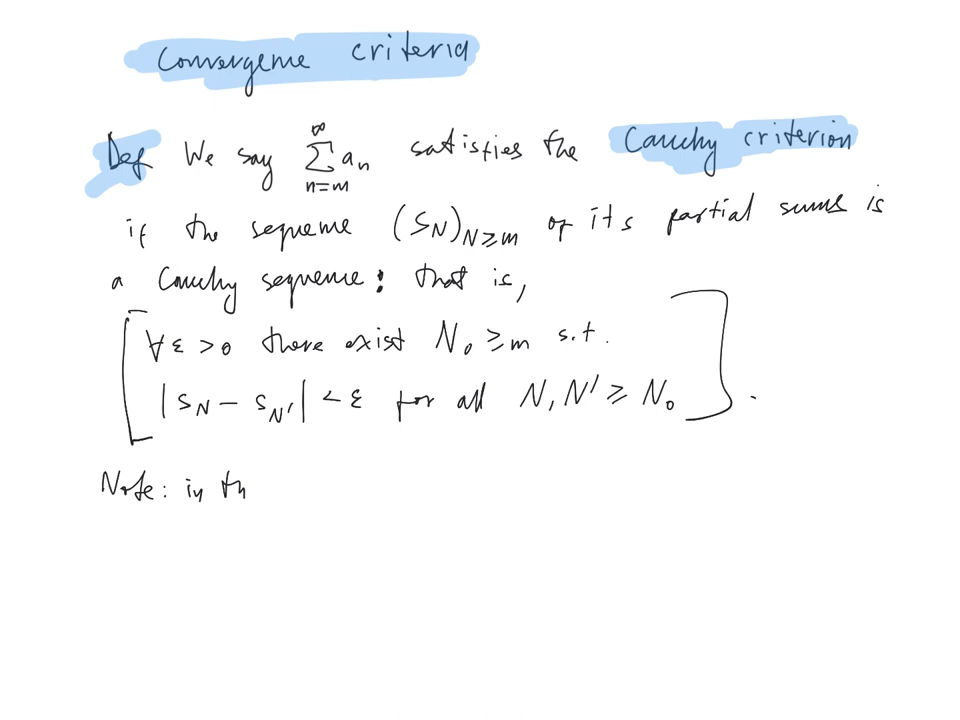 Convergence criteria
Def We say ∑_{n=m}^{∞} a_n satisfies the Cauchy criterion
if the sequence (S_N)_{N≥m} of its partial sums is
a Cauchy sequence: that is,
∀ε>0 there exist N_0 ≥ m s.t.
|S_N − S_{N'}| < ε for all N, N' ≥ N_0 .
Note: in th